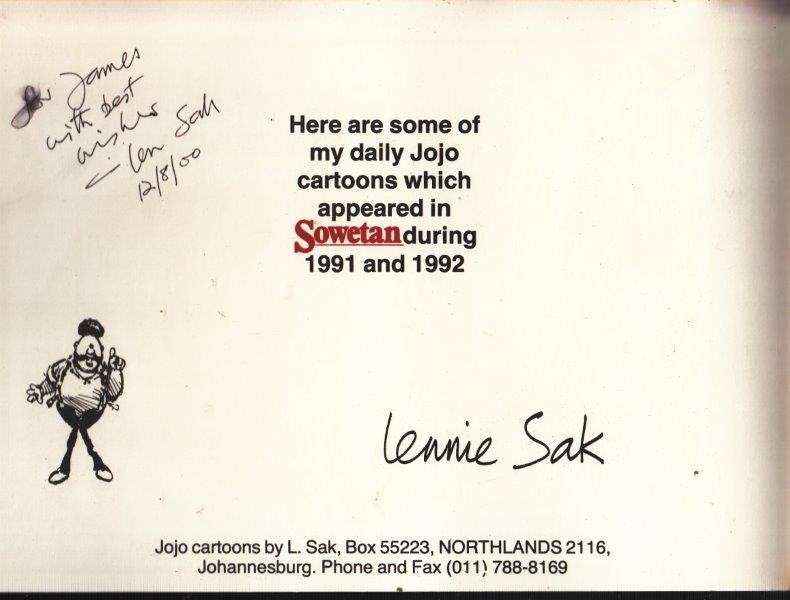 for James
with best
wishes
Len Sak
12/8/00
Here are some of
my daily Jojo
cartoons which
appeared in
Sowetan during
1991 and 1992
Lennie Sak
Jojo cartoons by L. Sak, Box 55223, NORTHLANDS 2116,
Johannesburg. Phone and Fax (011) 788-8169